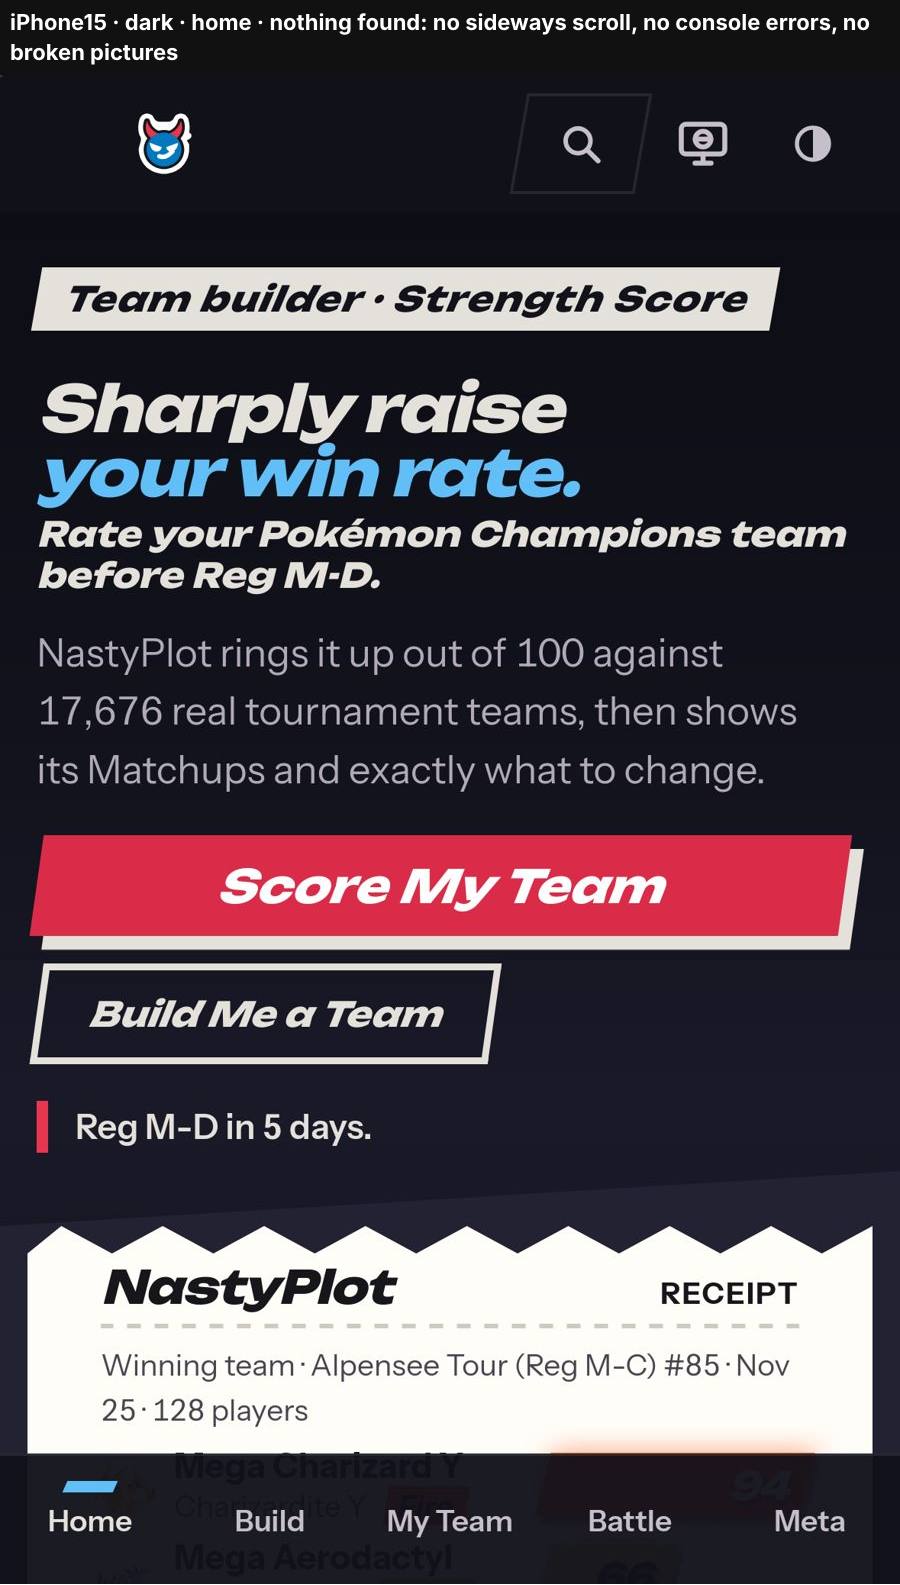 iPhone15 · dark · home · nothing found: no sideways scroll, no console errors, no
broken pictures
Team builder · Strength Score
Sharply raise
your win rate.
Rate your Pokémon Champions team
before Reg M-D.
NastyPlot rings it up out of 100 against
17,676 real tournament teams, then shows
its Matchups and exactly what to change.
Score My Team
Build Me a Team
Reg M-D in 5 days.
NastyPlot RECEIPT
Winning team · Alpensee Tour (Reg M-C) #85 · Nov
25 · 128 players
Mega Charizard Y 94
Charizardite Y Fire
Home Build My Team Battle Meta
Mega Aerodactyl 66